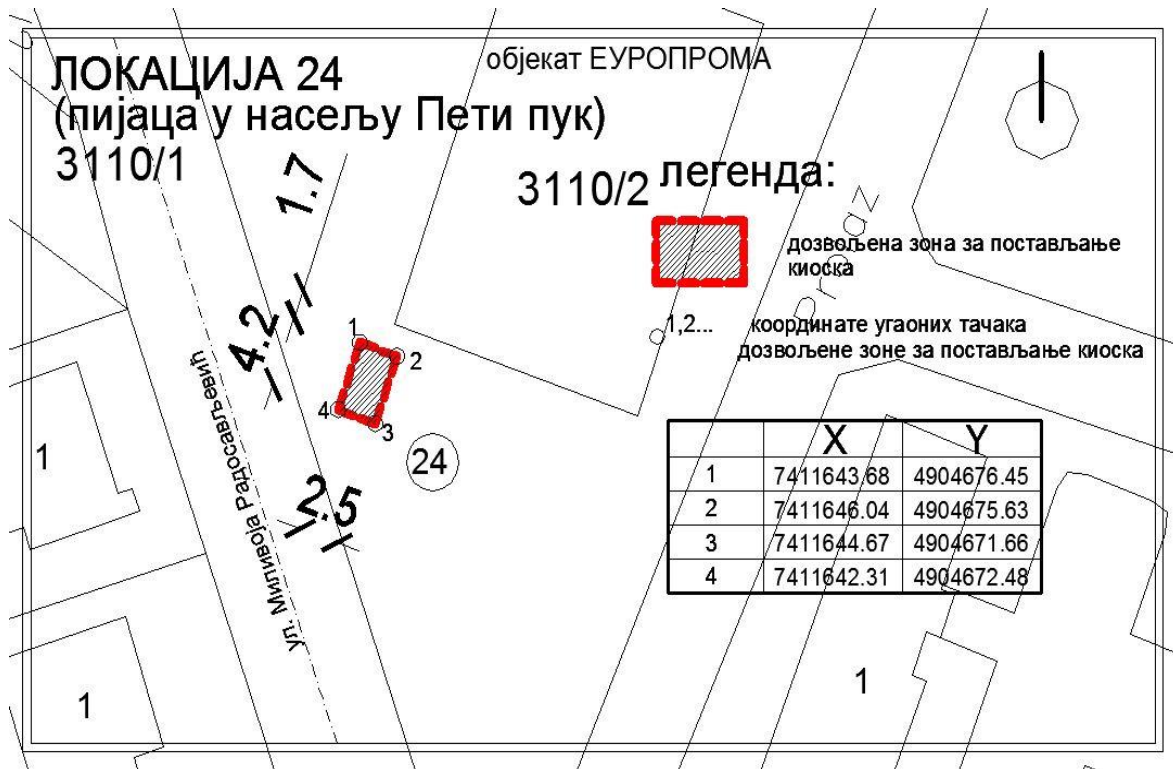 објекат ЕУРОПРОМА
ЛОКАЦИЈА 24
(пијаца у насељу Пети пук)
3110/1
3110/2
легенда:
дозвољена зона за постављање
киоска
1,2...
координате угаоних тачака
дозвољене зоне за постављање киоска
Prolaz
1.7
4.2
2.5
1
2
3
4
24
ул. Миливоја Радосављевић
X Y
1 7411643.68 4904676.45
2 7411646.04 4904675.63
3 7411644.67 4904671.66
4 7411642.31 4904672.48
1
1
1